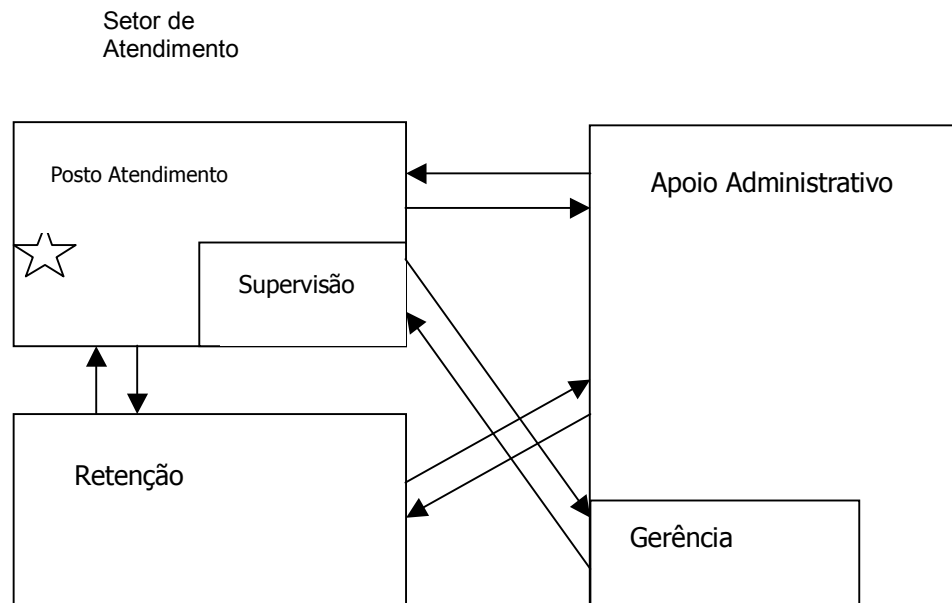 Setor de
Atendimento
Posto Atendimento
Apoio Administrativo
Supervisão
Retenção
Gerência